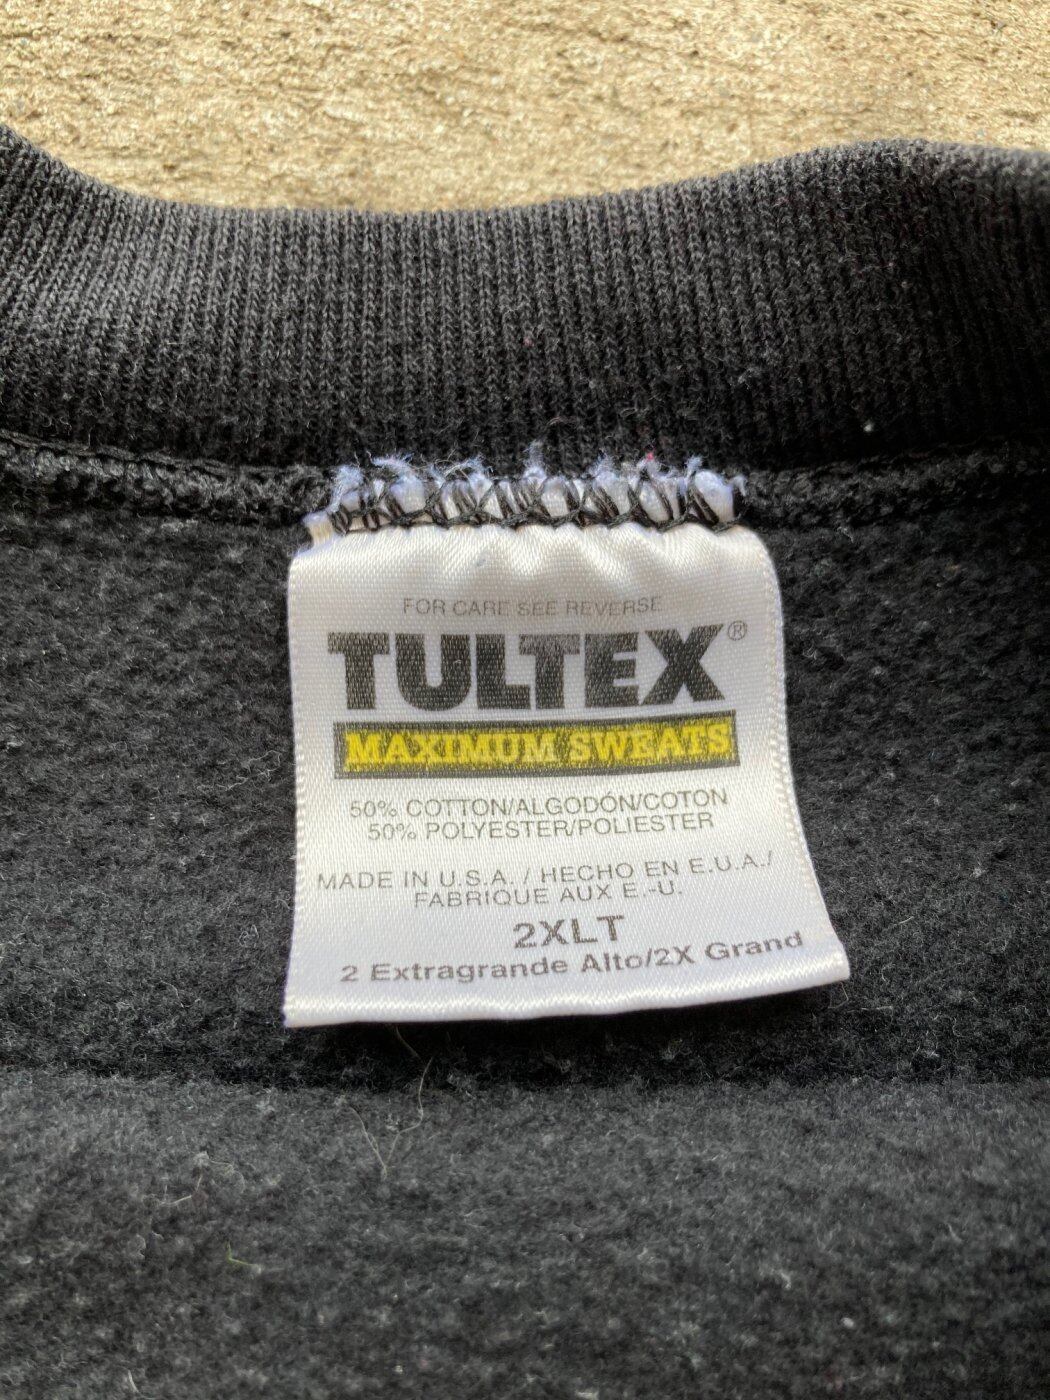 FOR CARE SEE REVERSE
TULTEX®
MAXIMUM SWEATS
50% COTTON/ALGODÓN/COTON
50% POLYESTER/POLIESTER
MADE IN U.S.A. / HECHO EN E.U.A./
FABRIQUE AUX E.-U.
2XLT
2 Extragrande Alto/2X Grand